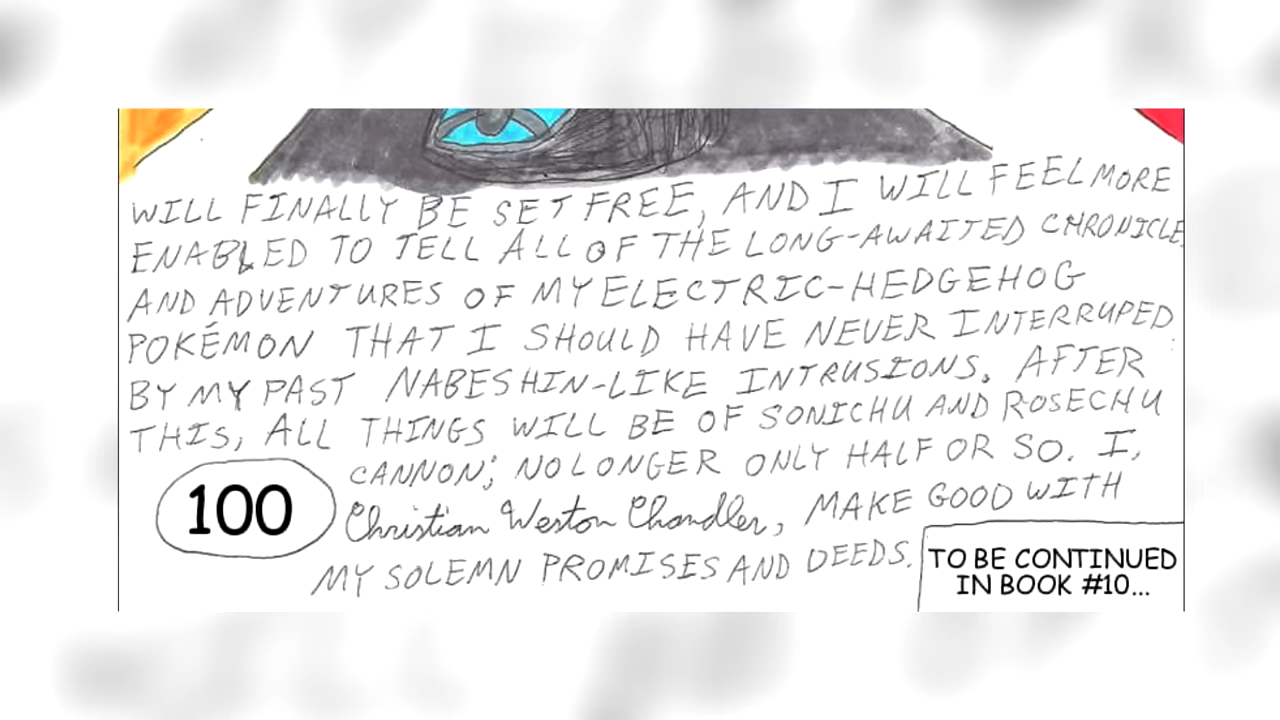 WILL FINALLY BE SET FREE, AND I WILL FEEL MORE
ENABLED TO TELL ALL OF THE LONG-AWAITED CHRONICLE
AND ADVENTURES OF MY ELECTRIC-HEDGEHOG
POKÉMON THAT I SHOULD HAVE NEVER INTERRUPED
BY MY PAST NABESHIN-LIKE INTRUSIONS. AFTER
THIS, ALL THINGS WILL BE OF SONICHU AND ROSECHU
CANNON; NO LONGER ONLY HALF OR SO. I,
Christian Weston Chandler, MAKE GOOD WITH
MY SOLEMN PROMISES AND DEEDS.
100
TO BE CONTINUED
IN BOOK #10...